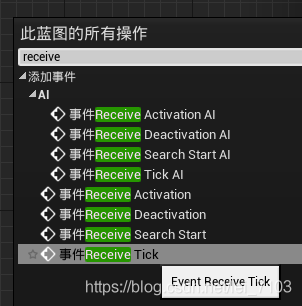 此蓝图的所有操作
receive
添加事件
AI
事件Receive Activation AI
事件Receive Deactivation AI
事件Receive Search Start AI
事件Receive Tick AI
事件Receive Activation
事件Receive Deactivation
事件Receive Search Start
事件Receive Tick
Event Receive Tick